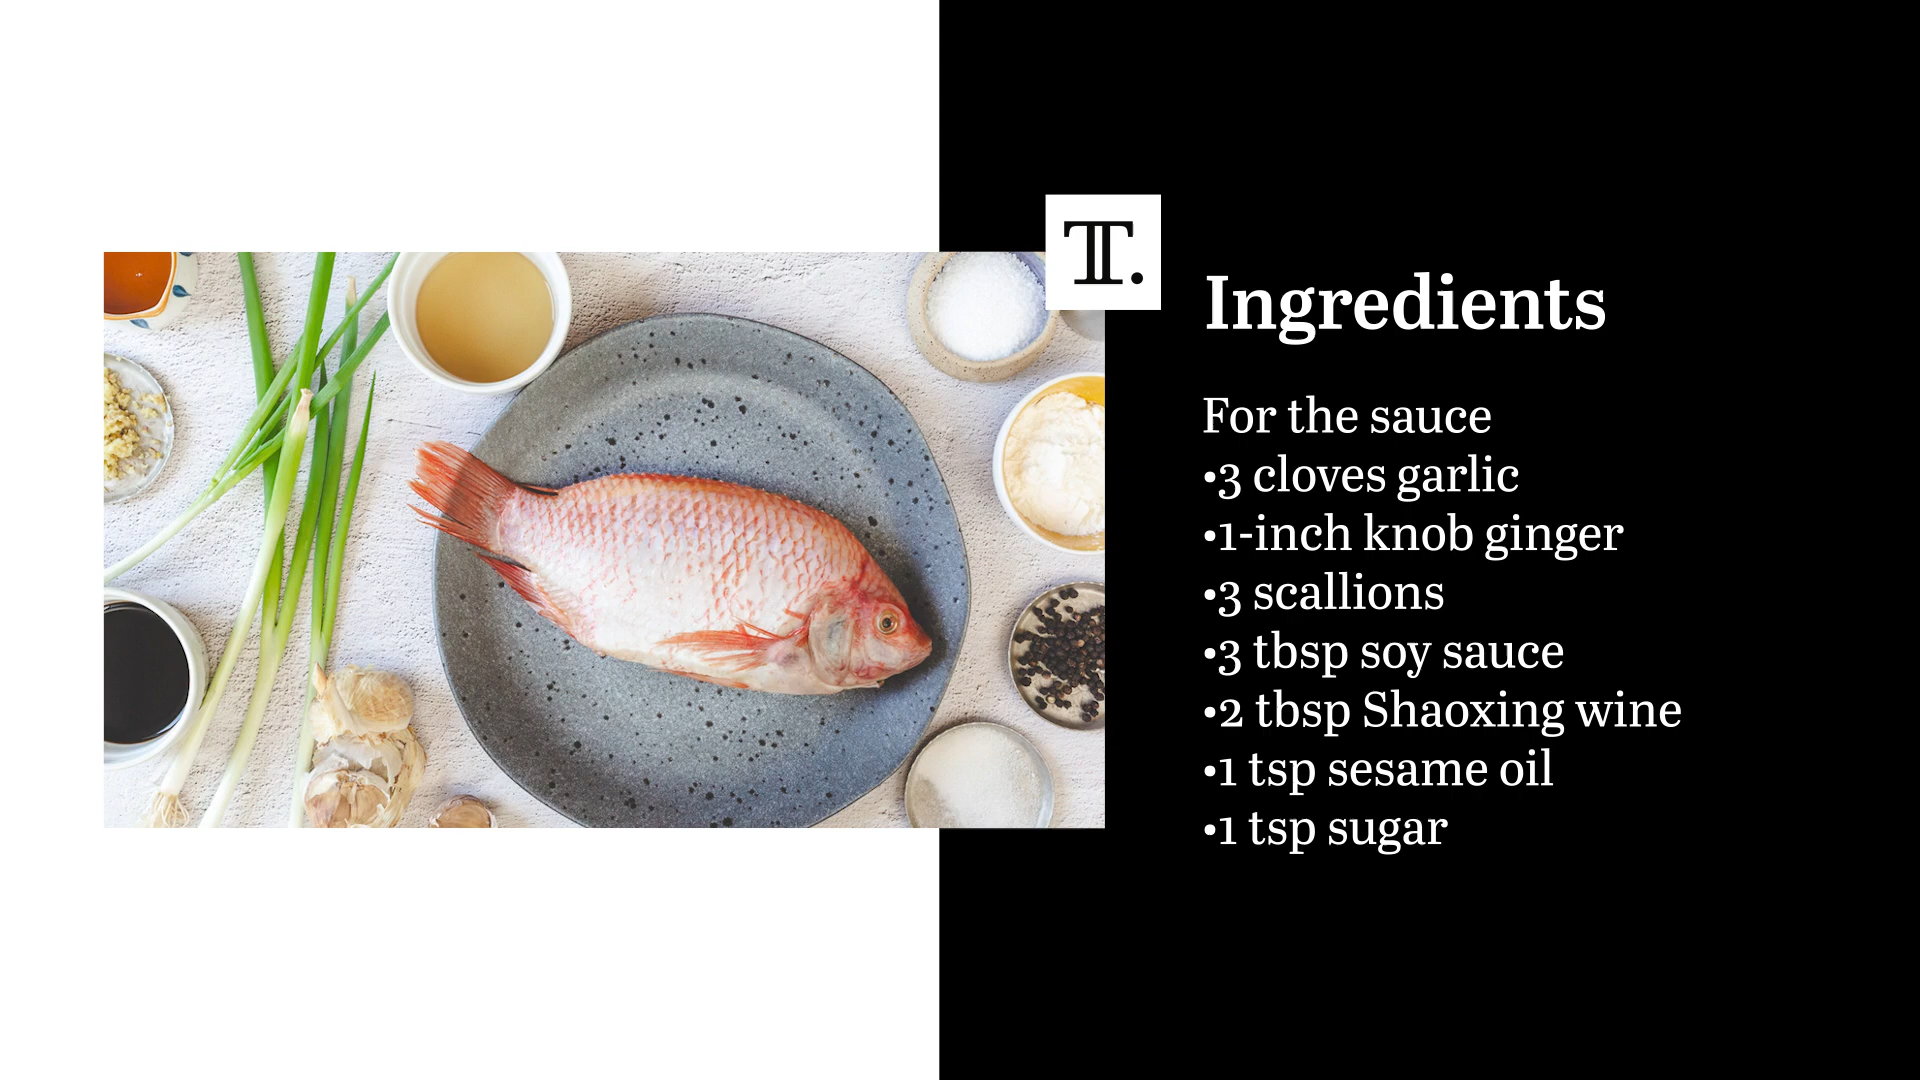 T.
Ingredients
For the sauce
•3 cloves garlic
•1-inch knob ginger
•3 scallions
•3 tbsp soy sauce
•2 tbsp Shaoxing wine
•1 tsp sesame oil
•1 tsp sugar